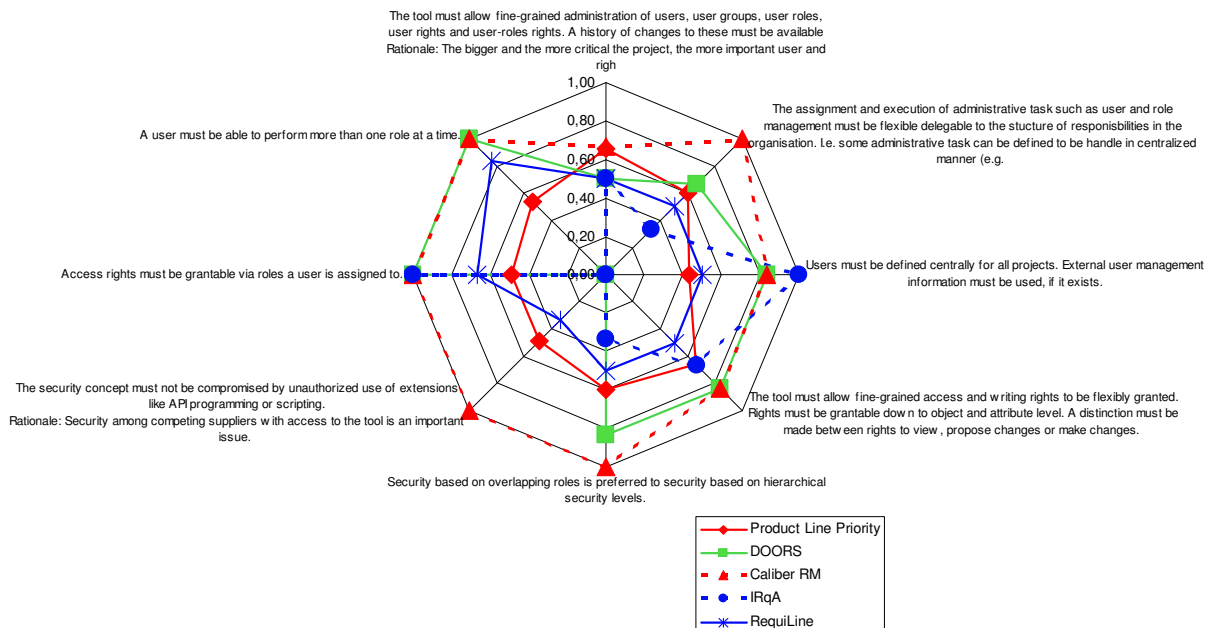 The tool must allow fine-grained administration of users, user groups, user roles,
user rights and user-roles rights. A history of changes to these must be available
Rationale: The bigger and the more critical the project, the more important user and
righ
1,00
0,80
0,60
0,40
0,20
0,00
The assignment and execution of administrative task such as user and role
management must be flexible delegable to the stucture of responisbilities in the
organisation. I.e. some administrative task can be defined to be handle in centralized
manner (e.g.
A user must be able to perform more than one role at a time.
Access rights must be grantable via roles a user is assigned to.
Users must be defined centrally for all projects. External user management
information must be used, if it exists.
The security concept must not be compromised by unauthorized use of extensions
like API programming or scripting.
Rationale: Security among competing suppliers with access to the tool is an important
issue.
The tool must allow fine-grained access and writing rights to be flexibly granted.
Rights must be grantable down to object and attribute level. A distinction must be
made between rights to view, propose changes or make changes.
Security based on overlapping roles is preferred to security based on hierarchical
security levels.
Product Line Priority
DOORS
Caliber RM
IRqA
RequiLine